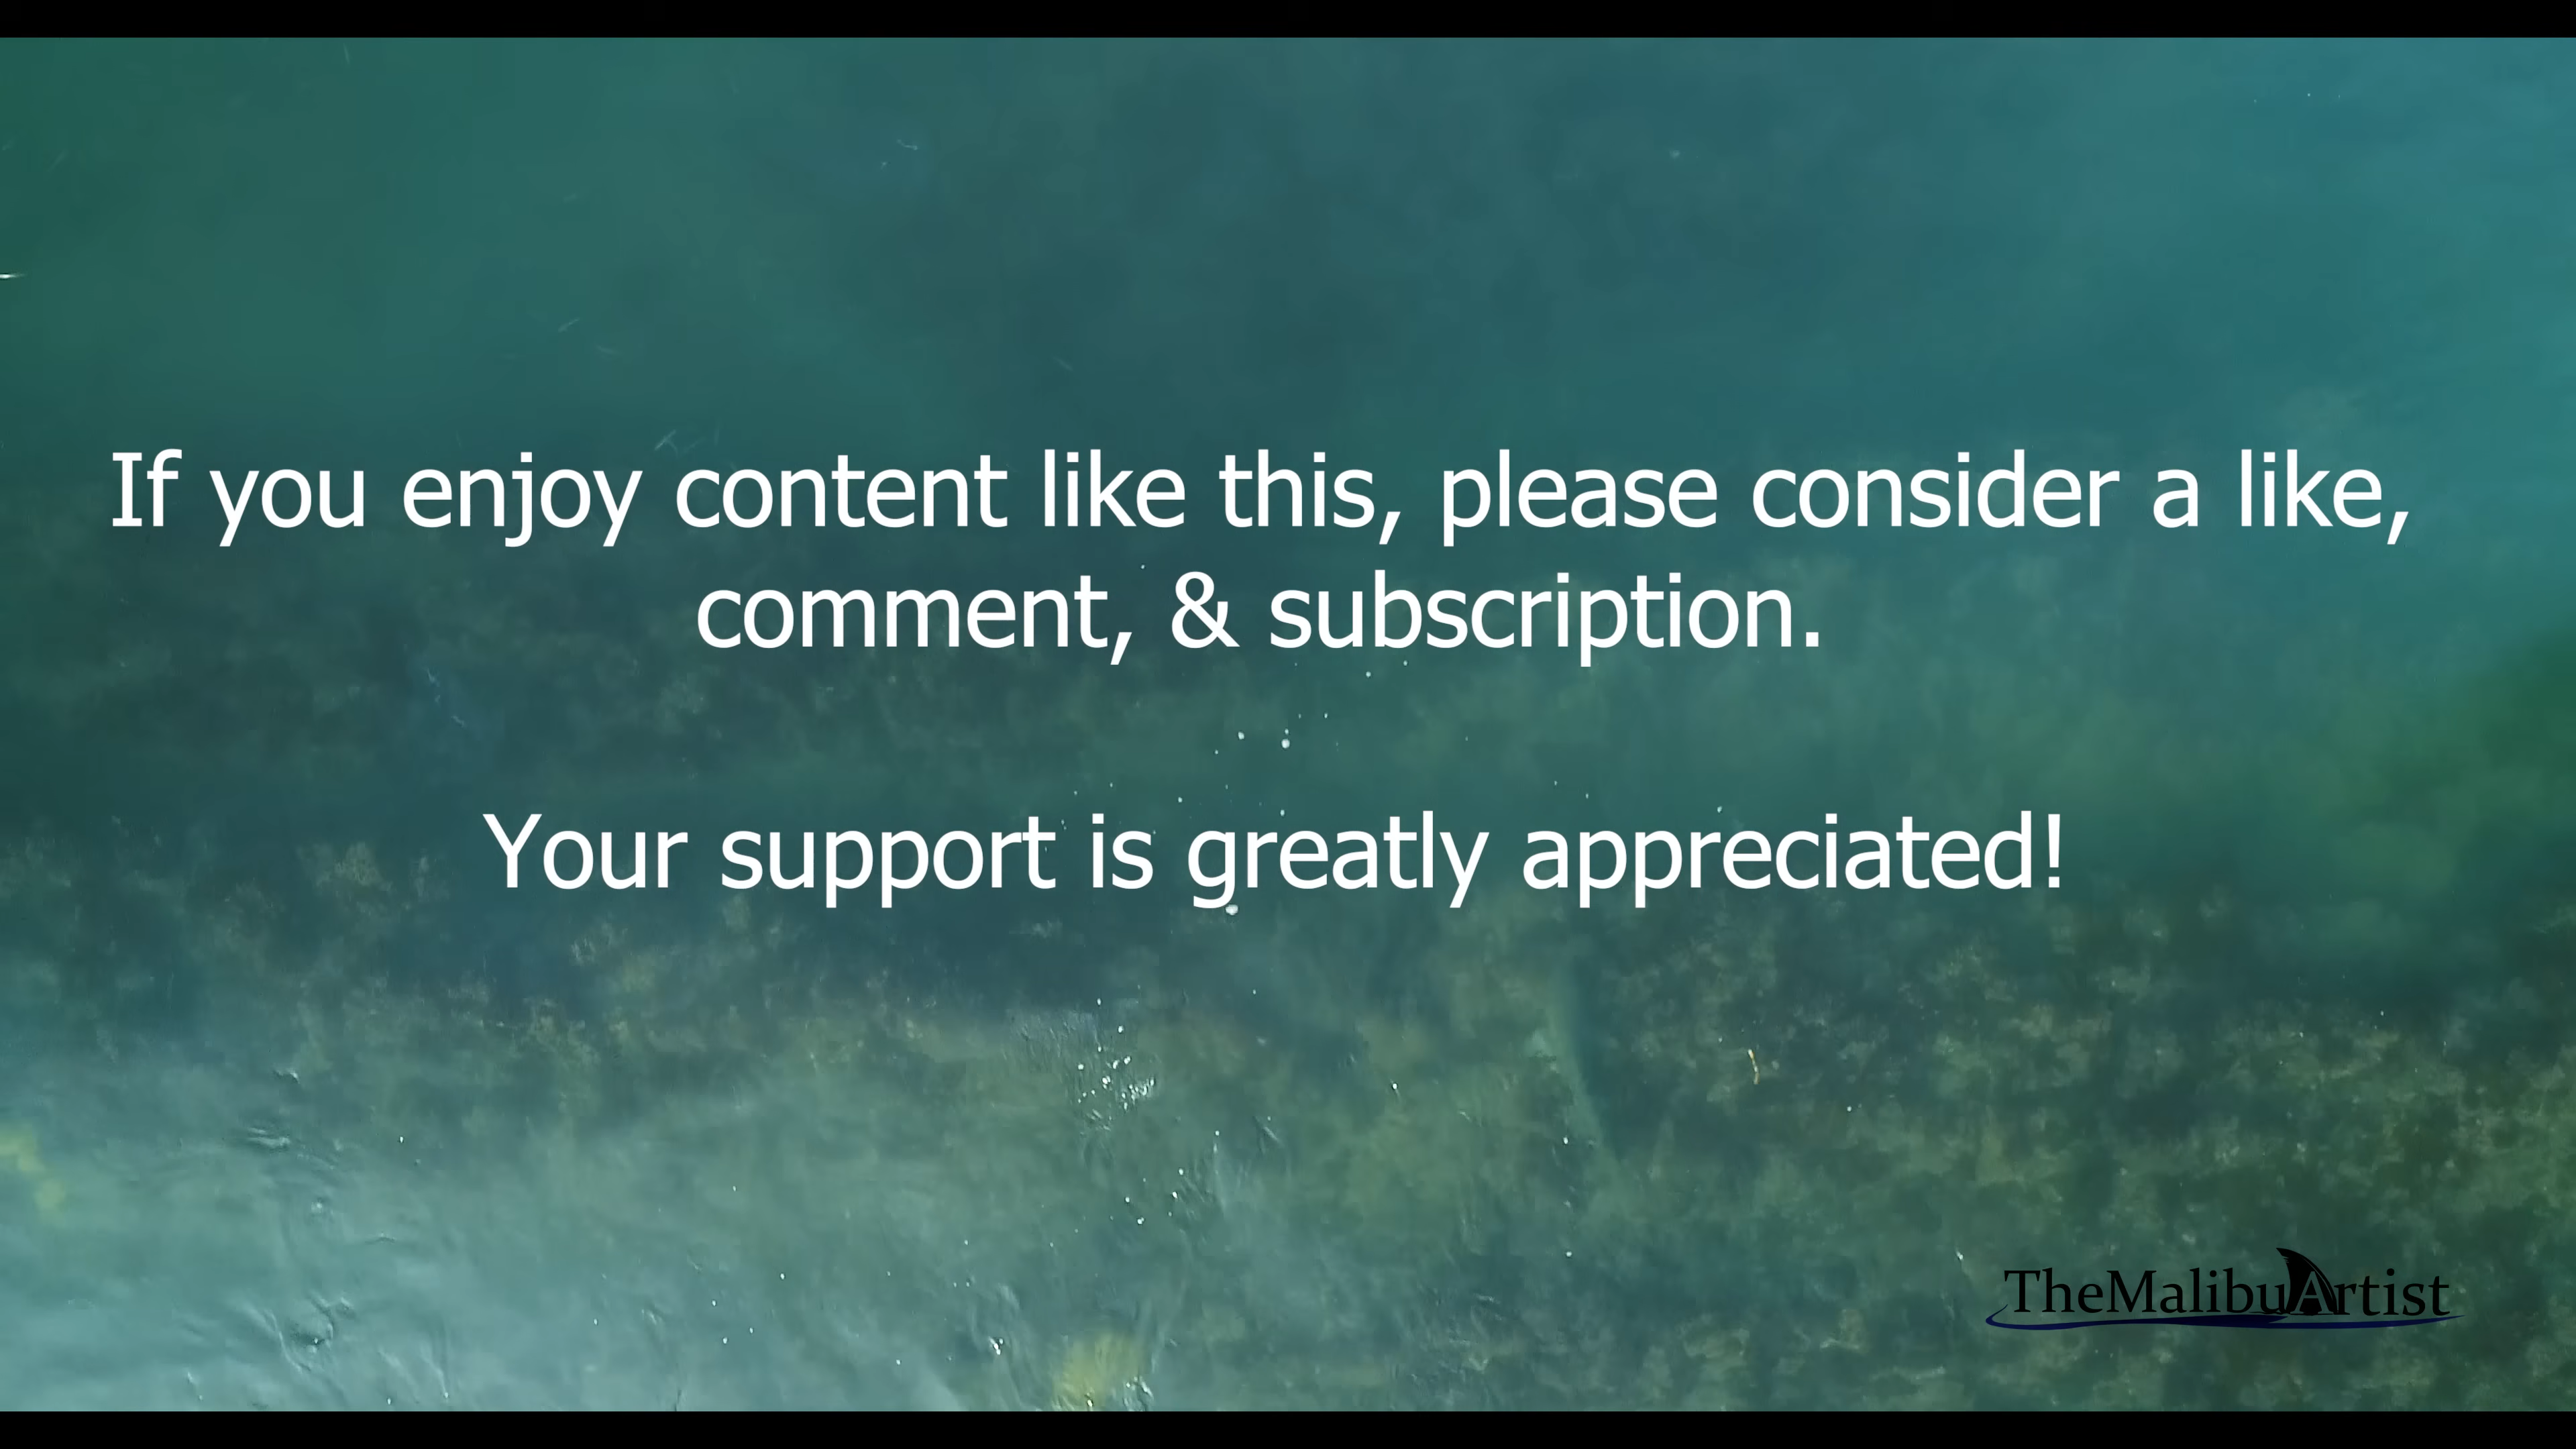 If you enjoy content like this, please consider a like,
comment, & subscription.
Your support is greatly appreciated!
TheMalibuArtist